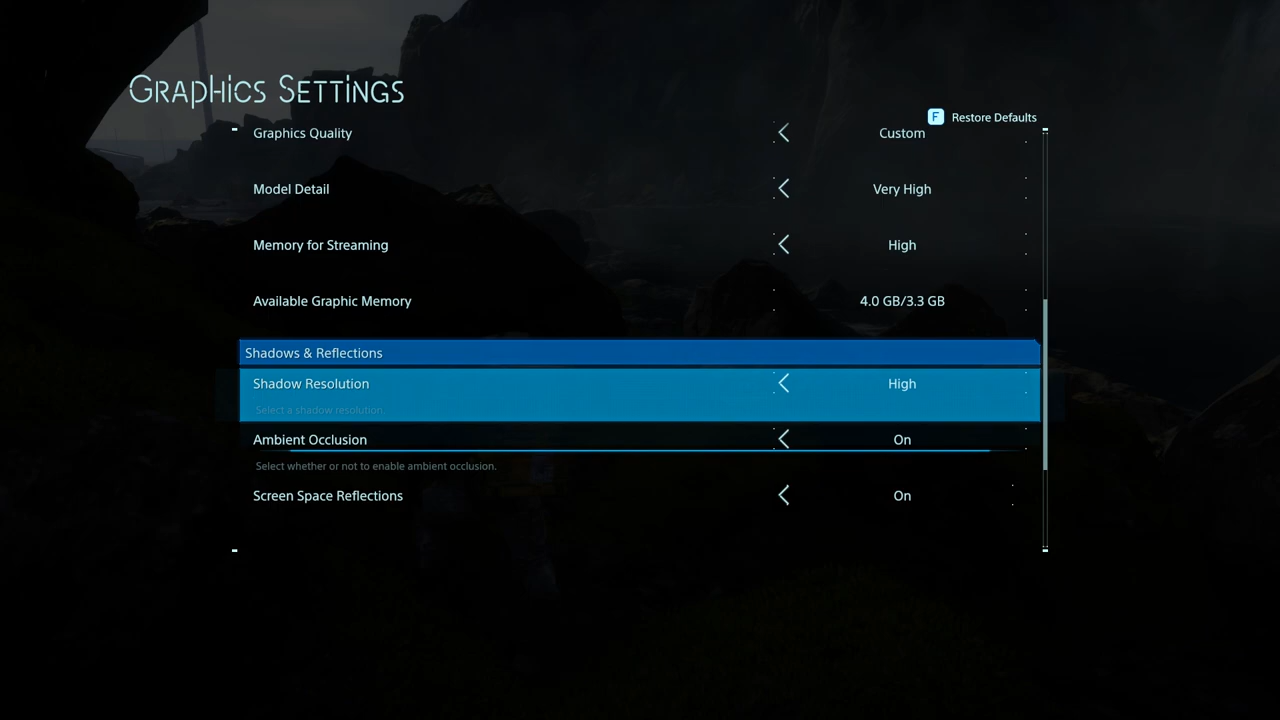 Graphics Settings
F Restore Defaults
Graphics Quality Custom
Model Detail Very High
Memory for Streaming High
Available Graphic Memory 4.0 GB/3.3 GB
Shadows & Reflections
Shadow Resolution High
Select a shadow resolution.
Ambient Occlusion On
Select whether or not to enable ambient occlusion.
Screen Space Reflections On